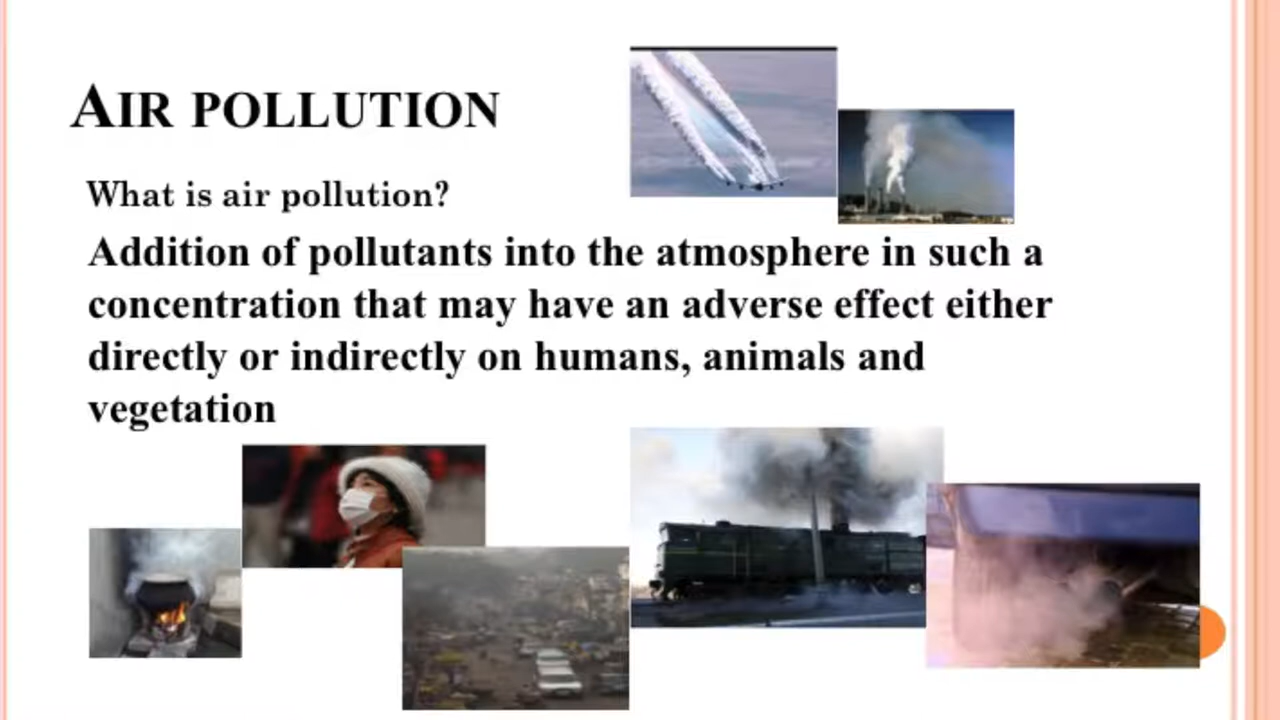 AIR POLLUTION
What is air pollution?
Addition of pollutants into the atmosphere in such a
concentration that may have an adverse effect either
directly or indirectly on humans, animals and
vegetation